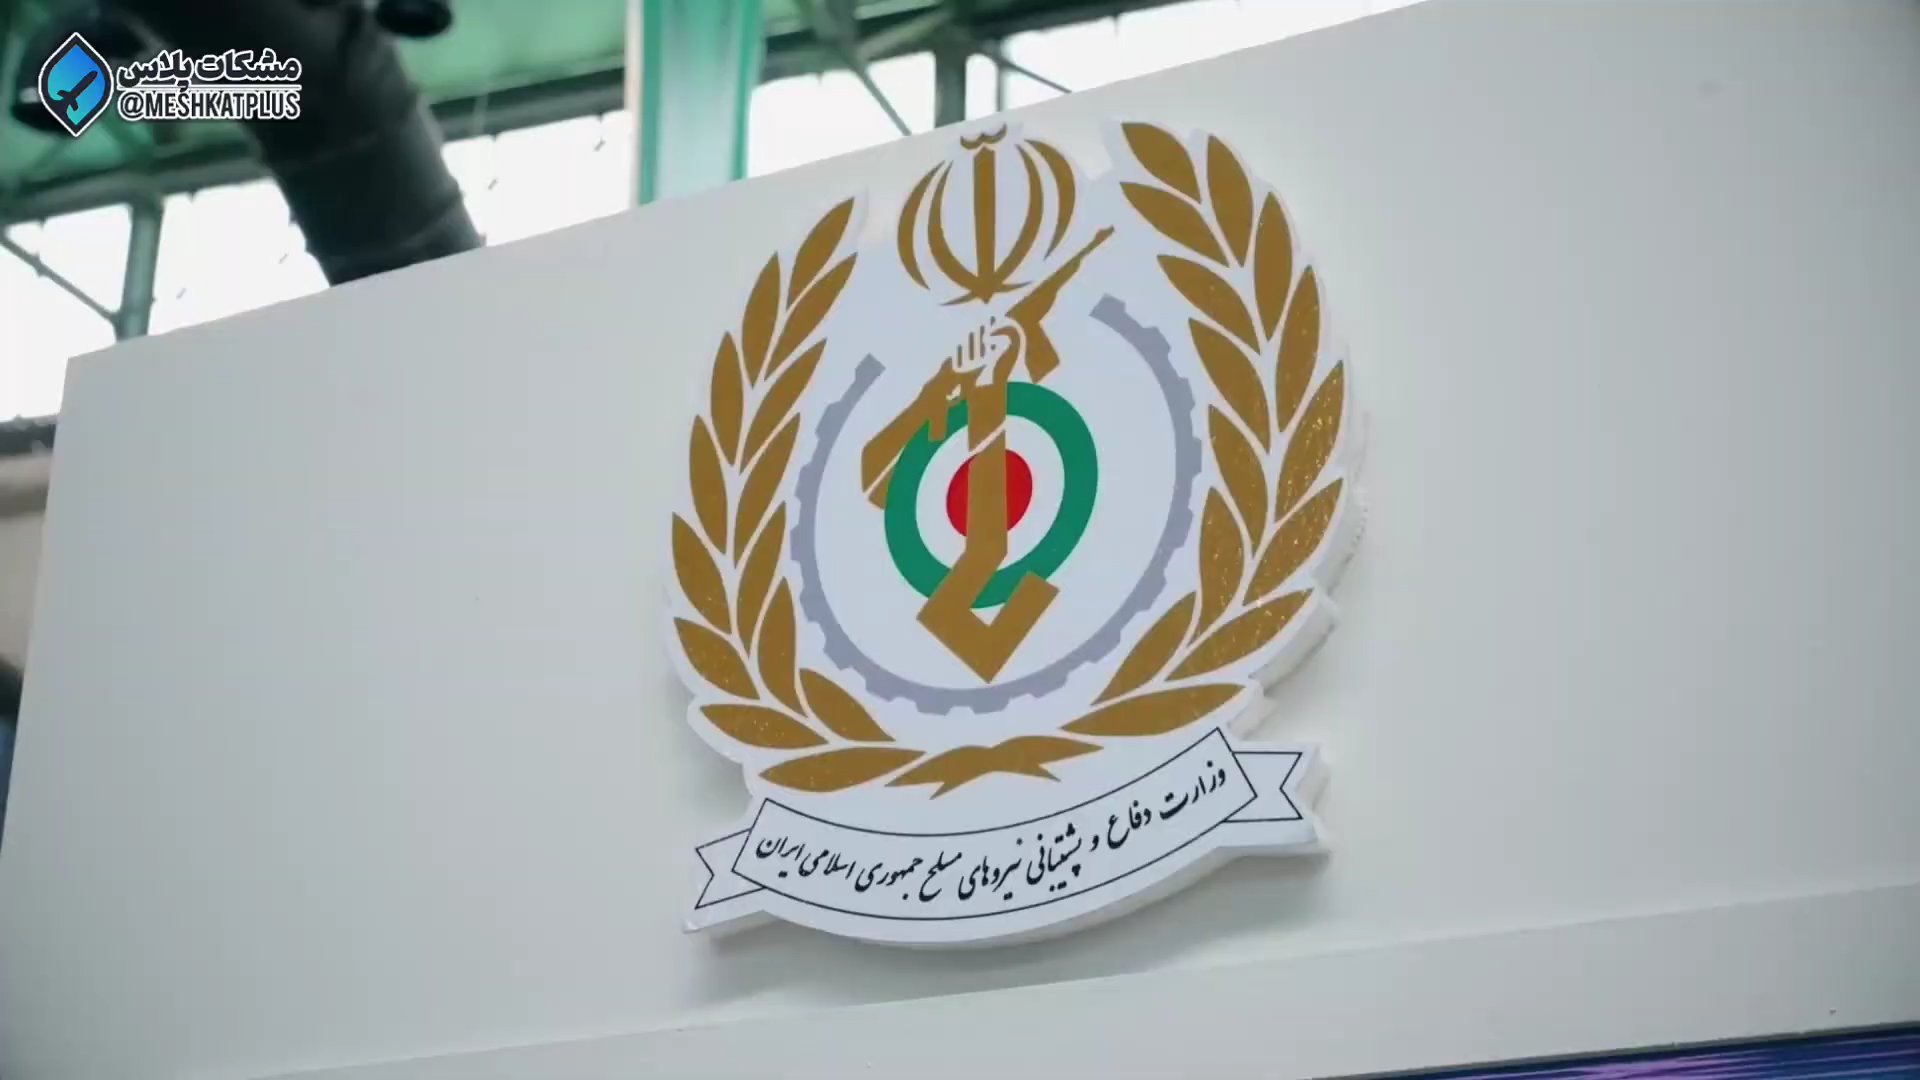 مشکات پلاس
@MESHKATPLUS
وزارت دفاع و پشتیبانی نیروهای مسلح جمهوری اسلامی ایران